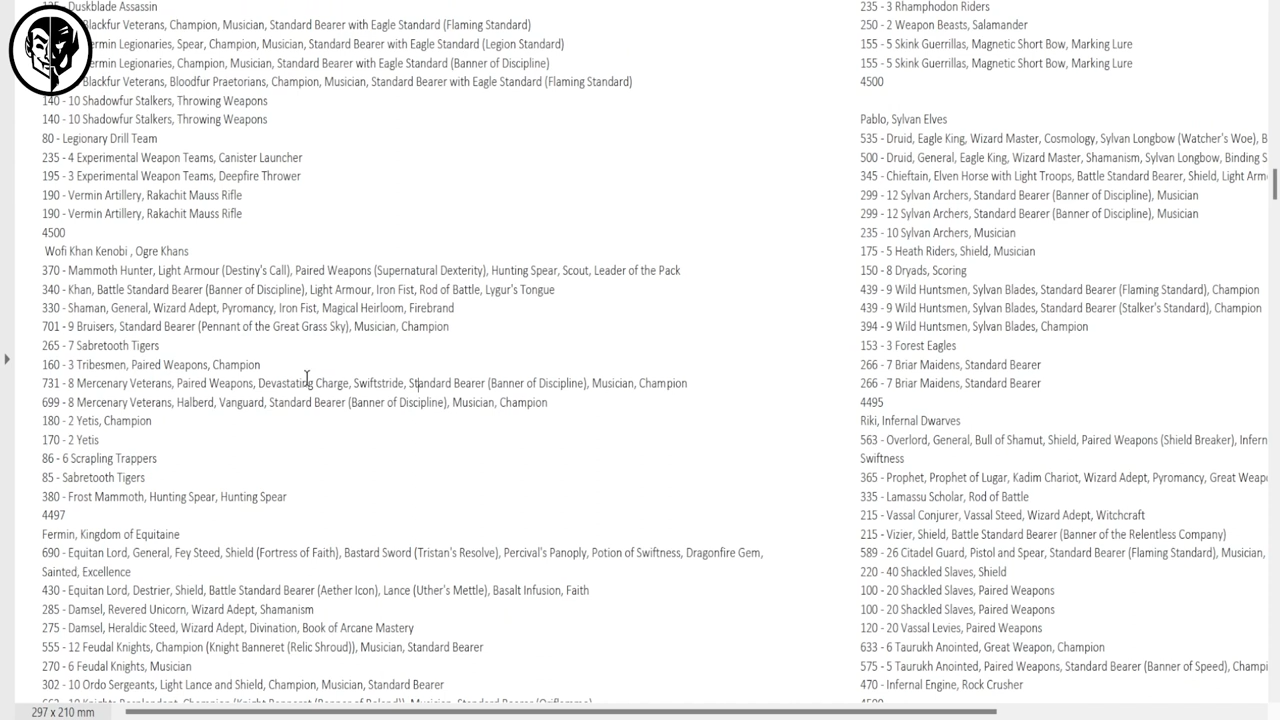 125 - Duskblade Assassin
Blackfur Veterans, Champion, Musician, Standard Bearer with Eagle Standard (Flaming Standard)
Legionaries, Spear, Champion, Musician, Standard Bearer with Eagle Standard (Legion Standard)
Legionaries, Champion, Musician, Standard Bearer with Eagle Standard (Banner of Discipline)
Blackfur Veterans, Bloodfur Praetorians, Champion, Musician, Standard Bearer with Eagle Standard (Flaming Standard)
140 - 10 Shadowfur Stalkers, Throwing Weapons
140 - 10 Shadowfur Stalkers, Throwing Weapons
80 - Legionary Drill Team
235 - 4 Experimental Weapon Teams, Canister Launcher
195 - 3 Experimental Weapon Teams, Deepfire Thrower
190 - Vermin Artillery, Rakachit Mauss Rifle
190 - Vermin Artillery, Rakachit Mauss Rifle
4500
Wofi Khan Kenobi , Ogre Khans
370 - Mammoth Hunter, Light Armour (Destiny's Call), Paired Weapons (Supernatural Dexterity), Hunting Spear, Scout, Leader of the Pack
340 - Khan, Battle Standard Bearer (Banner of Discipline), Light Armour, Iron Fist, Rod of Battle, Lygur's Tongue
330 - Shaman, General, Wizard Adept, Pyromancy, Iron Fist, Magical Heirloom, Firebrand
701 - 9 Bruisers, Standard Bearer (Pennant of the Great Grass Sky), Musician, Champion
265 - 7 Sabretooth Tigers
160 - 3 Tribesmen, Paired Weapons, Champion
731 - 8 Mercenary Veterans, Paired Weapons, Devastating Charge, Swiftstride, Standard Bearer (Banner of Discipline), Musician, Champion
699 - 8 Mercenary Veterans, Halberd, Vanguard, Standard Bearer (Banner of Discipline), Musician, Champion
180 - 2 Yetis, Champion
170 - 2 Yetis
86 - 6 Scrapling Trappers
85 - Sabretooth Tigers
380 - Frost Mammoth, Hunting Spear, Hunting Spear
4497
Fermin, Kingdom of Equitaine
690 - Equitan Lord, General, Fey Steed, Shield (Fortress of Faith), Bastard Sword (Tristan's Resolve), Percival's Panoply, Potion of Swiftness, Dragonfire Gem,
Sainted, Excellence
430 - Equitan Lord, Destrier, Shield, Battle Standard Bearer (Aether Icon), Lance (Uther's Mettle), Basalt Infusion, Faith
285 - Damsel, Revered Unicorn, Wizard Adept, Shamanism
275 - Damsel, Heraldic Steed, Wizard Adept, Divination, Book of Arcane Mastery
555 - 12 Feudal Knights, Champion (Knight Banneret (Relic Shroud)), Musician, Standard Bearer
270 - 6 Feudal Knights, Musician
302 - 10 Ordo Sergeants, Light Lance and Shield, Champion, Musician, Standard Bearer
235 - 3 Rhamphodon Riders
250 - 2 Weapon Beasts, Salamander
155 - 5 Skink Guerrillas, Magnetic Short Bow, Marking Lure
155 - 5 Skink Guerrillas, Magnetic Short Bow, Marking Lure
4500
Pablo, Sylvan Elves
535 - Druid, Eagle King, Wizard Master, Cosmology, Sylvan Longbow (Watcher's Woe), B
500 - Druid, General, Eagle King, Wizard Master, Shamanism, Sylvan Longbow, Binding S
345 - Chieftain, Elven Horse with Light Troops, Battle Standard Bearer, Shield, Light Arm
299 - 12 Sylvan Archers, Standard Bearer (Banner of Discipline), Musician
299 - 12 Sylvan Archers, Standard Bearer (Banner of Discipline), Musician
235 - 10 Sylvan Archers, Musician
175 - 5 Heath Riders, Shield, Musician
150 - 8 Dryads, Scoring
439 - 9 Wild Huntsmen, Sylvan Blades, Standard Bearer (Flaming Standard), Champion
439 - 9 Wild Huntsmen, Sylvan Blades, Standard Bearer (Stalker's Standard), Champion
394 - 9 Wild Huntsmen, Sylvan Blades, Champion
153 - 3 Forest Eagles
266 - 7 Briar Maidens, Standard Bearer
266 - 7 Briar Maidens, Standard Bearer
4495
Riki, Infernal Dwarves
563 - Overlord, General, Bull of Shamut, Shield, Paired Weapons (Shield Breaker), Infern
Swiftness
365 - Prophet, Prophet of Lugar, Kadim Chariot, Wizard Adept, Pyromancy, Great Weap
335 - Lamassu Scholar, Rod of Battle
215 - Vassal Conjurer, Vassal Steed, Wizard Adept, Witchcraft
215 - Vizier, Shield, Battle Standard Bearer (Banner of the Relentless Company)
589 - 26 Citadel Guard, Pistol and Spear, Standard Bearer (Flaming Standard), Musician,
220 - 40 Shackled Slaves, Shield
100 - 20 Shackled Slaves, Paired Weapons
100 - 20 Shackled Slaves, Paired Weapons
120 - 20 Vassal Levies, Paired Weapons
633 - 6 Taurukh Anointed, Great Weapon, Champion
575 - 5 Taurukh Anointed, Paired Weapons, Standard Bearer (Banner of Speed), Champi
470 - Infernal Engine, Rock Crusher
297 x 210 mm